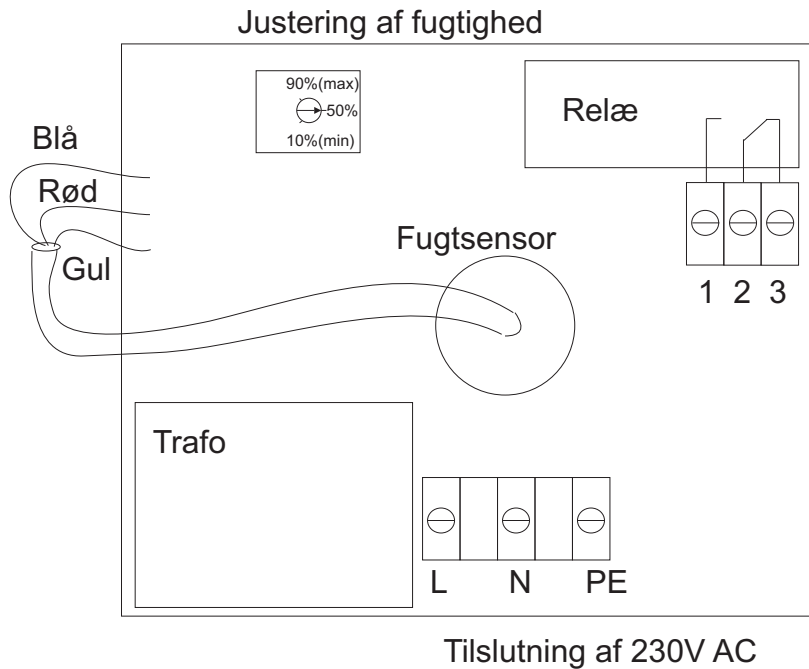 Justering af fugtighed
90%(max)
50%
10%(min)
Relæ
Blå
Rød
Gul
Fugtsensor
1 2 3
Trafo
L N PE
Tilslutning af 230V AC